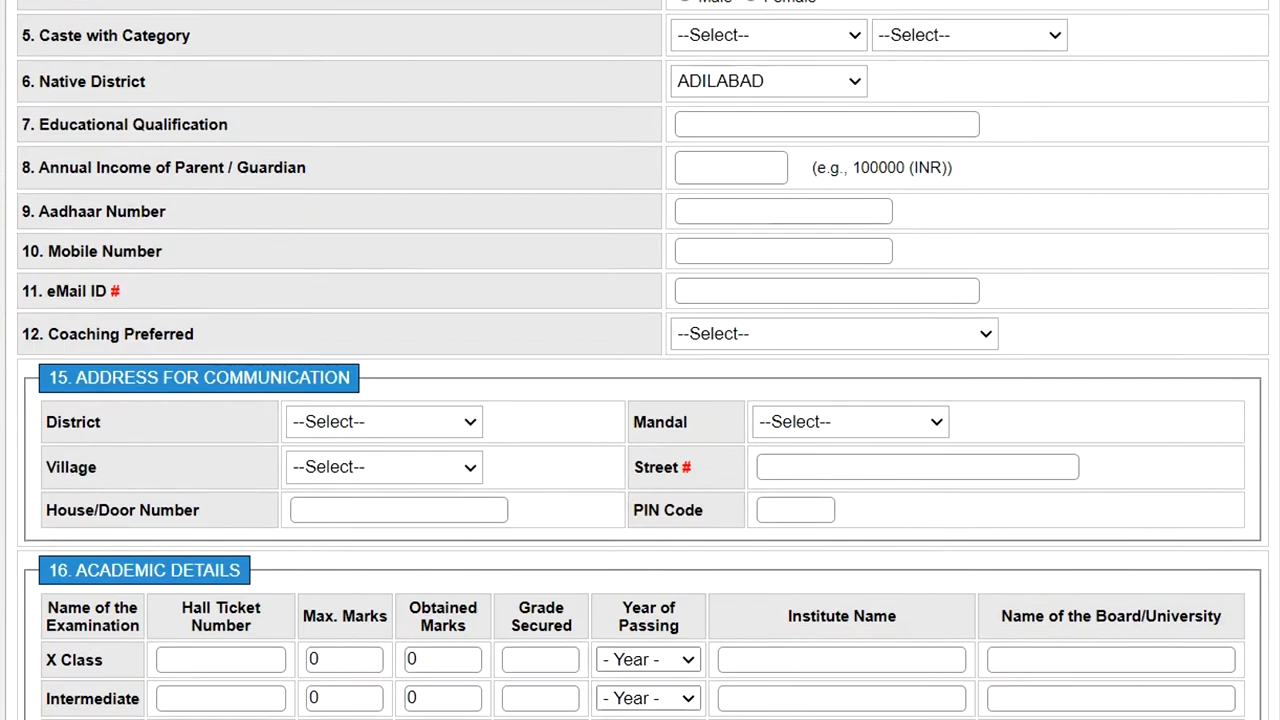 Male Female
5. Caste with Category --Select-- --Select--
6. Native District ADILABAD
7. Educational Qualification
8. Annual Income of Parent / Guardian (e.g., 100000 (INR))
9. Aadhaar Number
10. Mobile Number
11. eMail ID #
12. Coaching Preferred --Select--
15. ADDRESS FOR COMMUNICATION
District --Select-- Mandal --Select--
Village --Select-- Street #
House/Door Number PIN Code
16. ACADEMIC DETAILS
Name of the Examination Hall Ticket Number Max. Marks Obtained Marks Grade Secured Year of Passing Institute Name Name of the Board/University
X Class 0 0 - Year -
Intermediate 0 0 - Year -